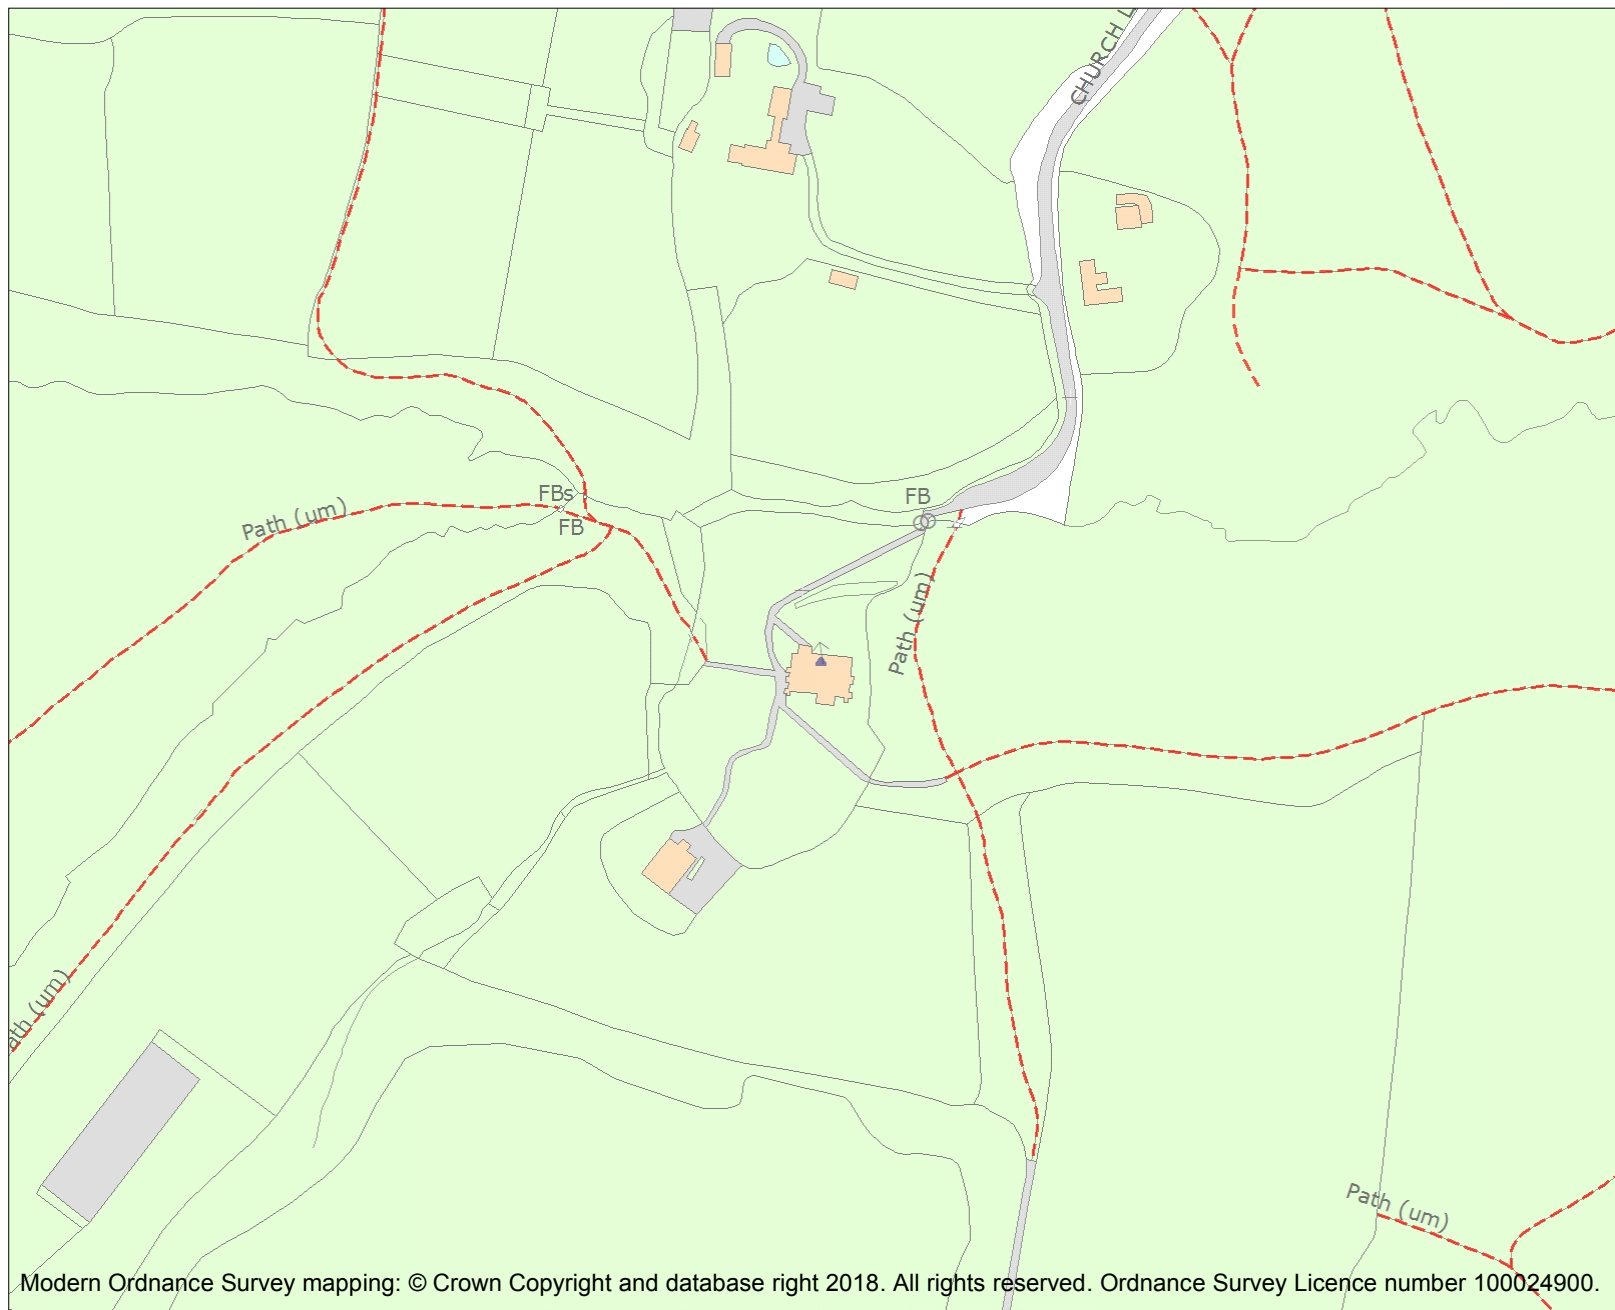 CHURCH L
FBs
FB
Path (um)
FB
Path (um)
ath (um)
Path (um)
Modern Ordnance Survey mapping: © Crown Copyright and database right 2018. All rights reserved. Ordnance Survey Licence number 100024900.